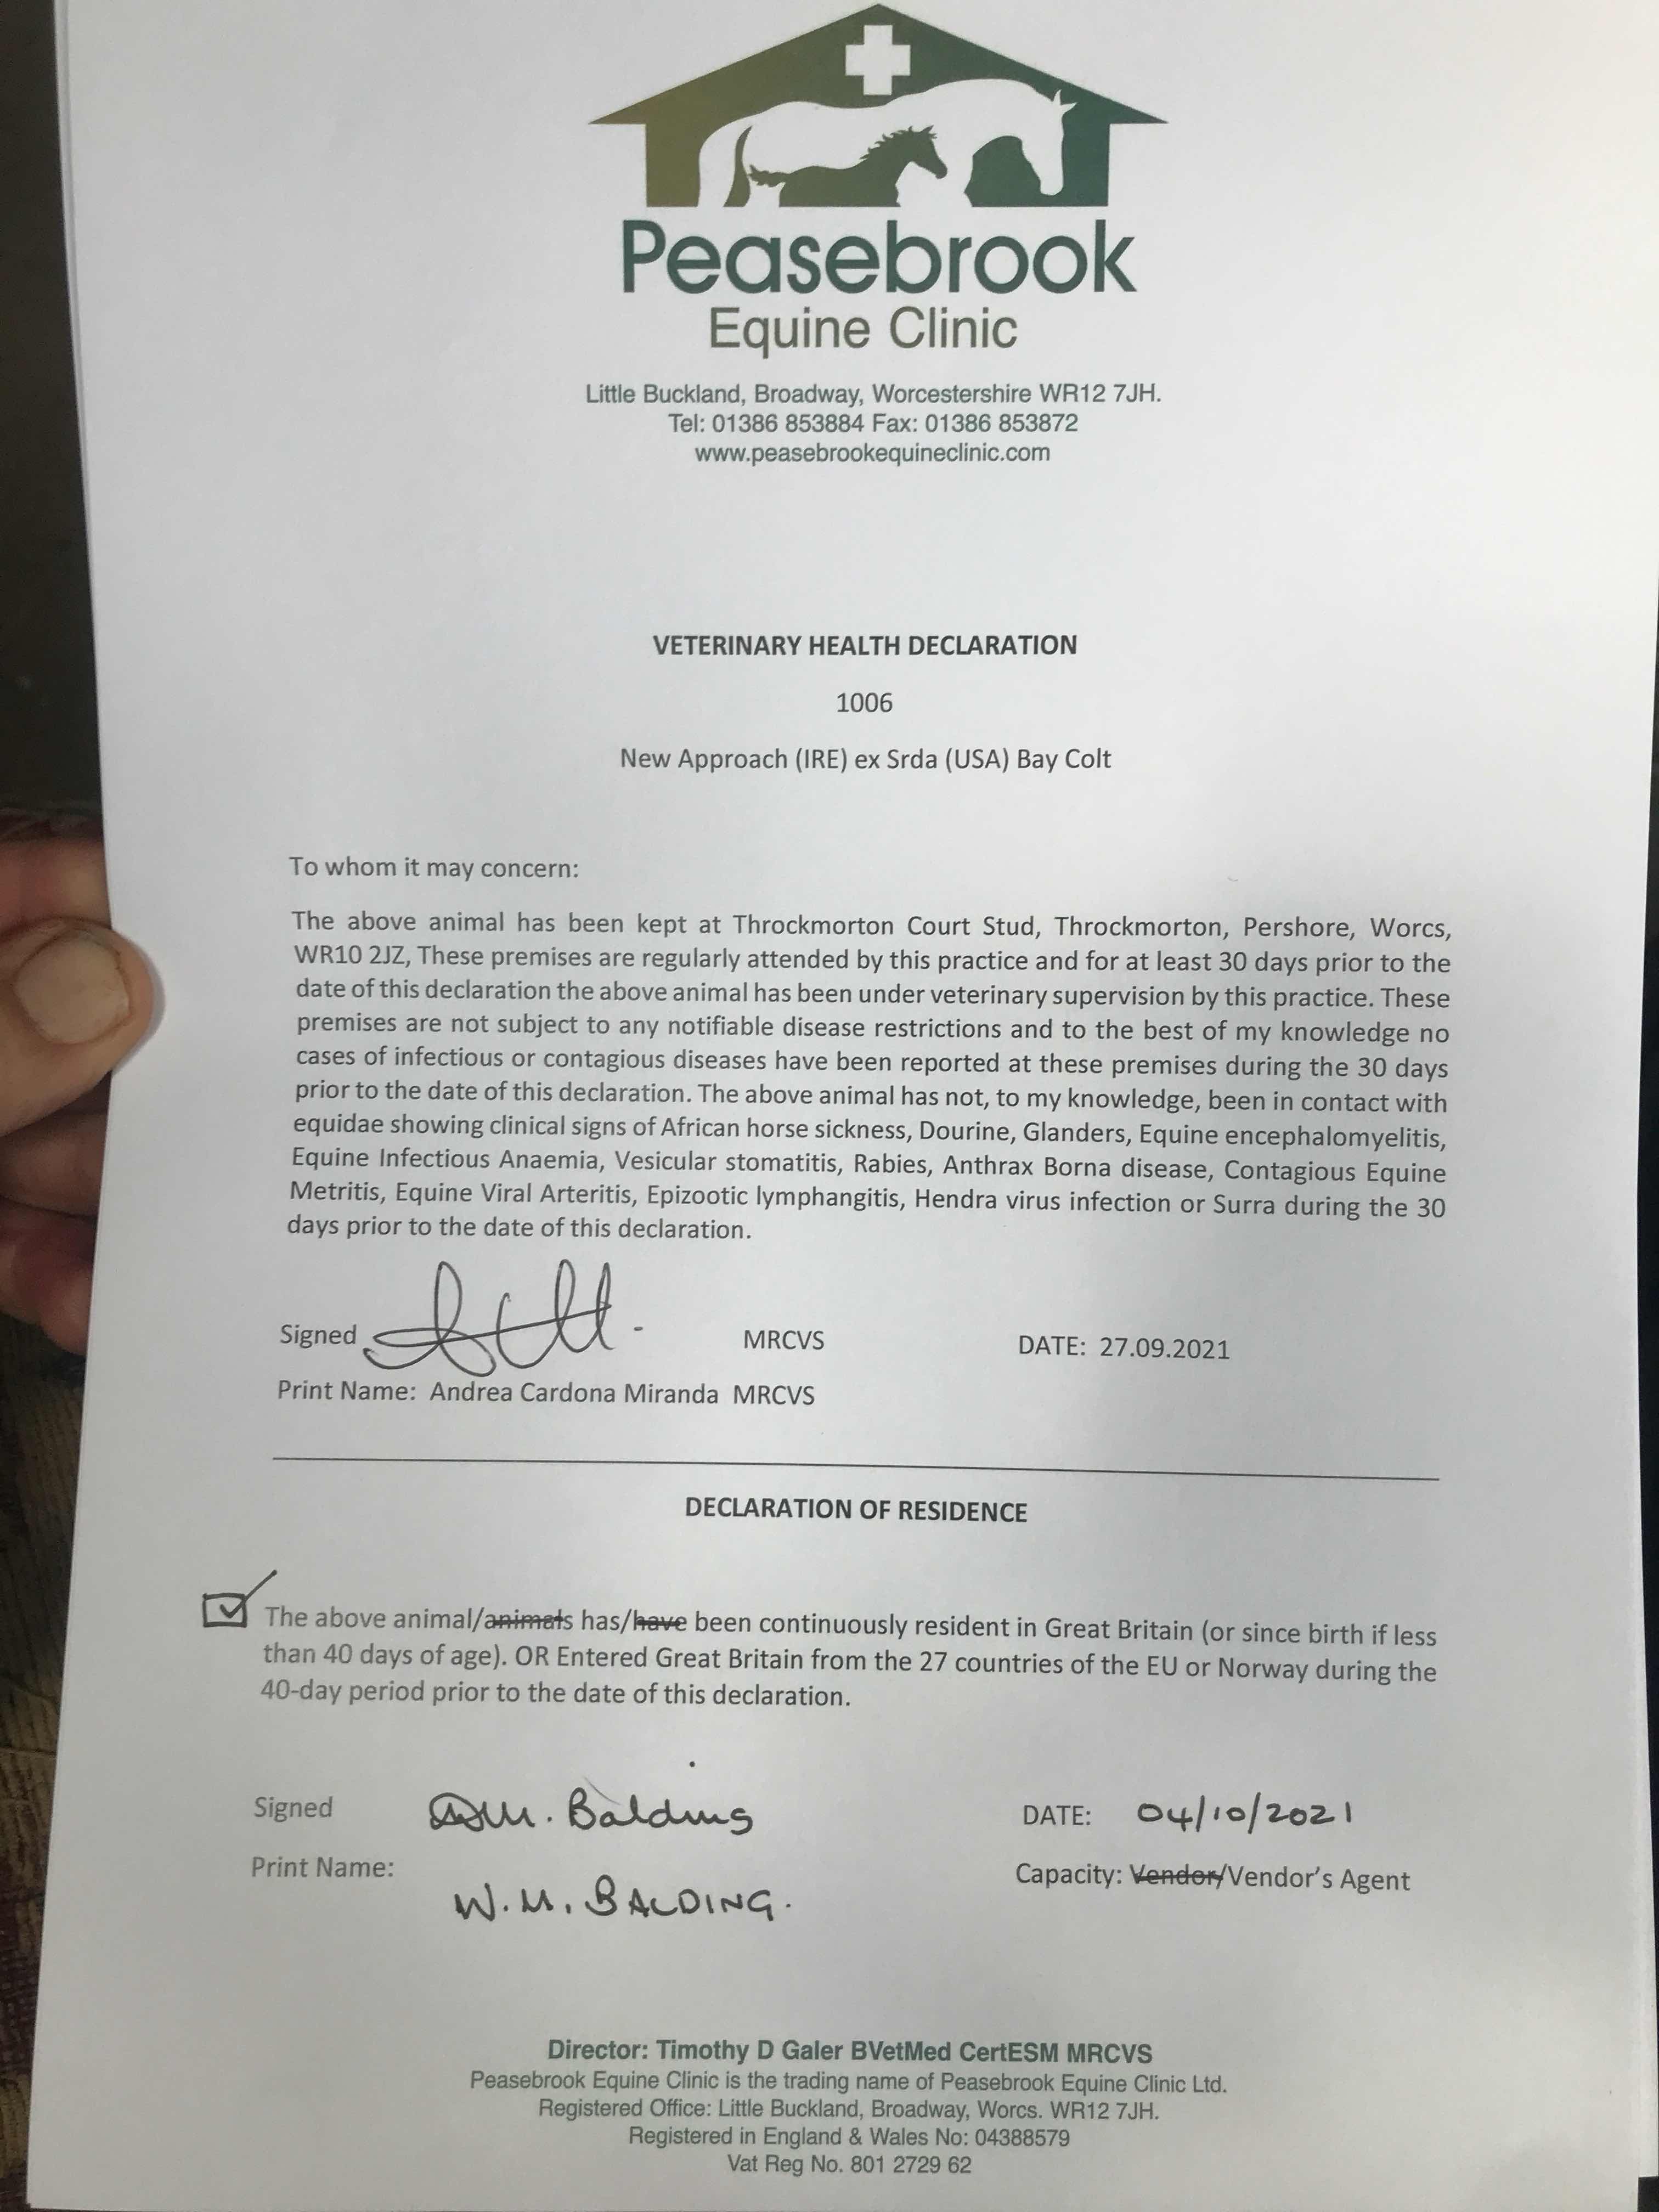 Peasebrook
Equine Clinic
Little Buckland, Broadway, Worcestershire WR12 7JH.
Tel: 01386 853884 Fax: 01386 853872
www.peasebrookequineclinic.com
VETERINARY HEALTH DECLARATION
1006
New Approach (IRE) ex Srda (USA) Bay Colt
To whom it may concern:
The above animal has been kept at Throckmorton Court Stud, Throckmorton, Pershore, Worcs,
WR10 2JZ, These premises are regularly attended by this practice and for at least 30 days prior to the
date of this declaration the above animal has been under veterinary supervision by this practice. These
premises are not subject to any notifiable disease restrictions and to the best of my knowledge no
cases of infectious or contagious diseases have been reported at these premises during the 30 days
prior to the date of this declaration. The above animal has not, to my knowledge, been in contact with
equidae showing clinical signs of African horse sickness, Dourine, Glanders, Equine encephalomyelitis,
Equine Infectious Anaemia, Vesicular stomatitis, Rabies, Anthrax Borna disease, Contagious Equine
Metritis, Equine Viral Arteritis, Epizootic lymphangitis, Hendra virus infection or Surra during the 30
days prior to the date of this declaration.
Signed MRCVS DATE: 27.09.2021
Print Name: Andrea Cardona Miranda MRCVS
DECLARATION OF RESIDENCE
The above animal/animals has/have been continuously resident in Great Britain (or since birth if less
than 40 days of age). OR Entered Great Britain from the 27 countries of the EU or Norway during the
40-day period prior to the date of this declaration.
Signed Balding DATE: 04/10/2021
Print Name: W.M. BALDING. Capacity: Vendor/Vendor's Agent
Director: Timothy D Galer BVetMed CertESM MRCVS
Peasebrook Equine Clinic is the trading name of Peasebrook Equine Clinic Ltd.
Registered Office: Little Buckland, Broadway, Worcs. WR12 7JH.
Registered in England & Wales No: 04388579
Vat Reg No. 801 2729 62